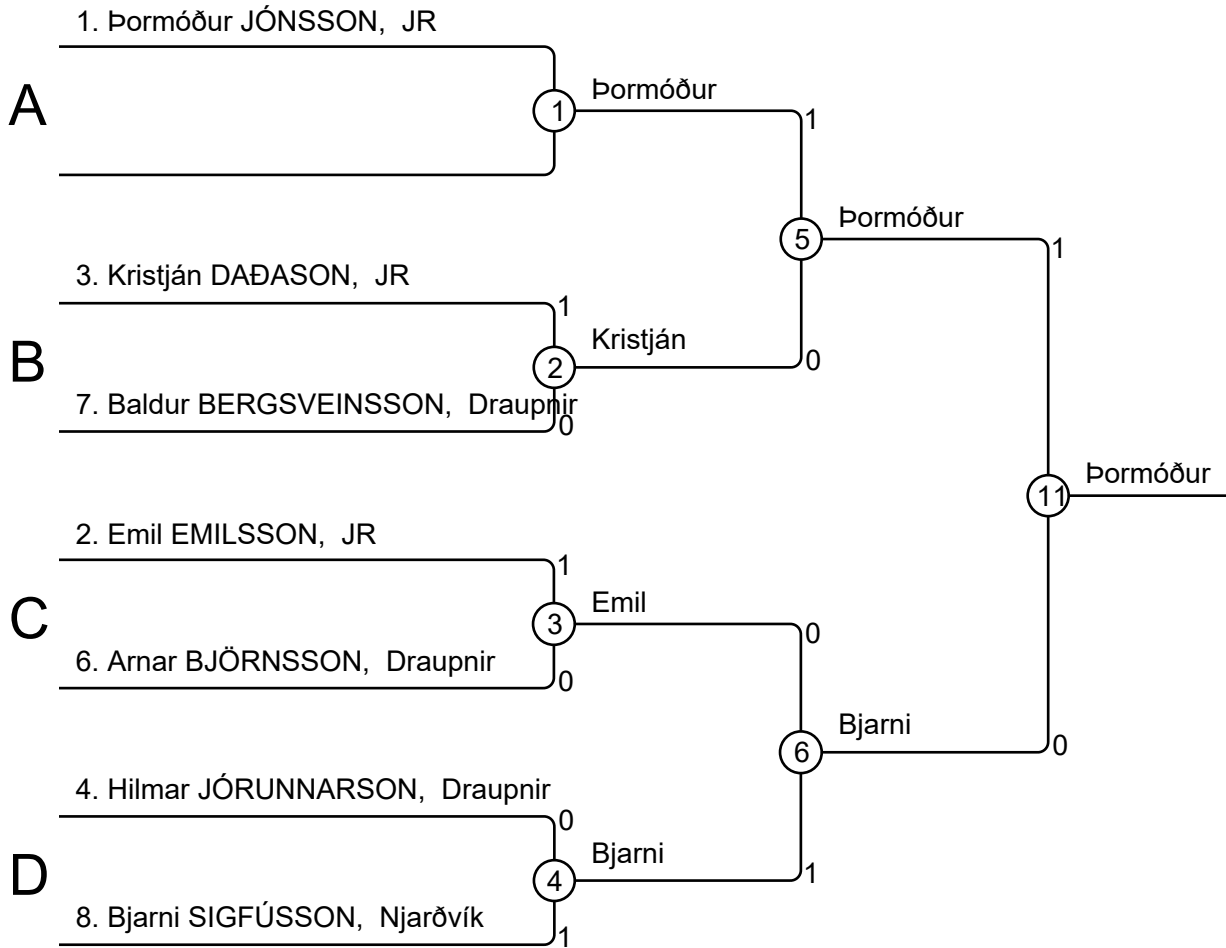 1. Þormóður JÓNSSON, JR
A
1
Þormóður
1
5
Þormóður
1
3. Kristján DAÐASON, JR
1
B
2
Kristján
0
7. Baldur BERGSVEINSSON, Draupnir
0
11
Þormóður
2. Emil EMILSSON, JR
1
C
3
Emil
0
6. Arnar BJÖRNSSON, Draupnir
0
6
Bjarni
0
4. Hilmar JÓRUNNARSON, Draupnir
0
D
4
Bjarni
1
8. Bjarni SIGFÚSSON, Njarðvík
1